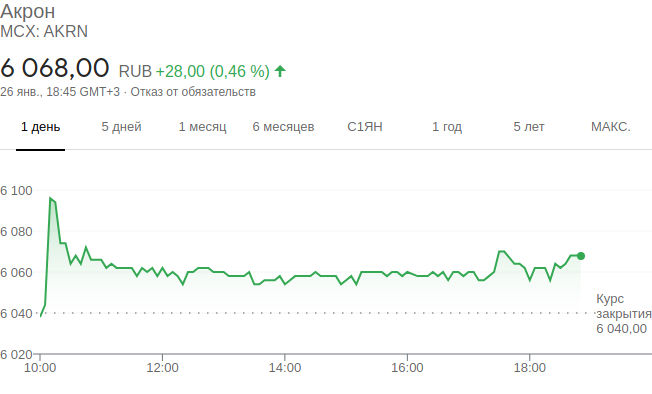 Акрон
MCX: AKRN
6 068,00 RUB +28,00 (0,46 %)
26 янв., 18:45 GMT+3 · Отказ от обязательств
1 день 5 дней 1 месяц 6 месяцев С1ЯН 1 год 5 лет МАКС.
6 100
6 080
6 060
6 040
6 020
Курс
закрытия
6 040,00
10:00 12:00 14:00 16:00 18:00